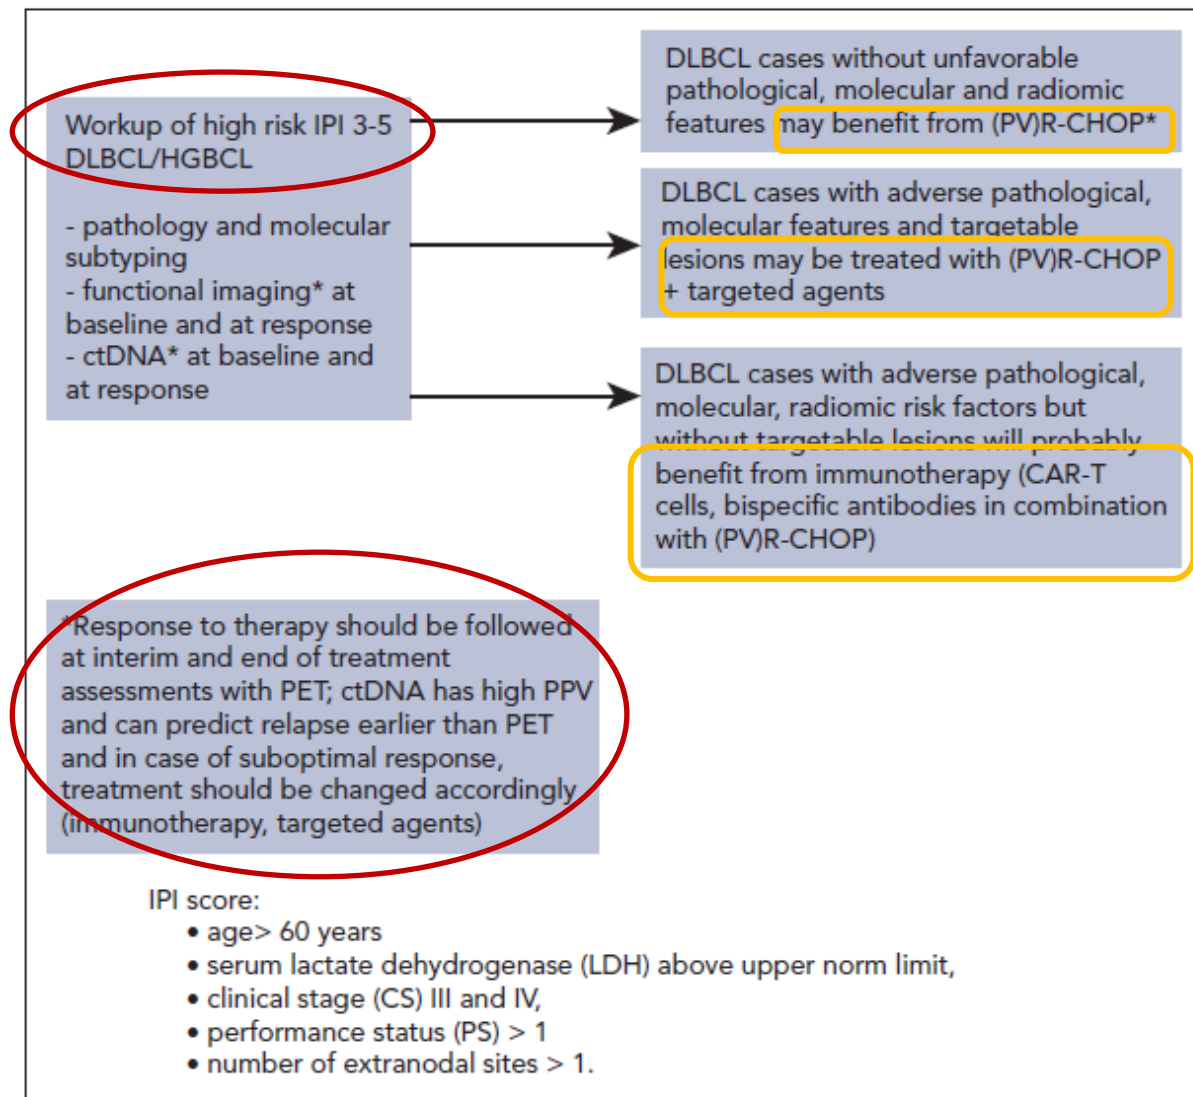 Workup of high risk IPI 3-5
DLBCL/HGBCL
- pathology and molecular
subtyping
- functional imaging* at
baseline and at response
- ctDNA* at baseline and
at response
DLBCL cases without unfavorable
pathological, molecular and radiomic
features may benefit from (PV)R-CHOP*
DLBCL cases with adverse pathological,
molecular features and targetable
lesions may be treated with (PV)R-CHOP
+ targeted agents
DLBCL cases with adverse pathological,
molecular, radiomic risk factors but
without targetable lesions will probably
benefit from immunotherapy (CAR-T
cells, bispecific antibodies in combination
with (PV)R-CHOP)
*Response to therapy should be followed
at interim and end of treatment
assessments with PET; ctDNA has high PPV
and can predict relapse earlier than PET
and in case of suboptimal response,
treatment should be changed accordingly
(immunotherapy, targeted agents)
IPI score:
• age> 60 years
• serum lactate dehydrogenase (LDH) above upper norm limit,
• clinical stage (CS) III and IV,
• performance status (PS) > 1
• number of extranodal sites > 1.